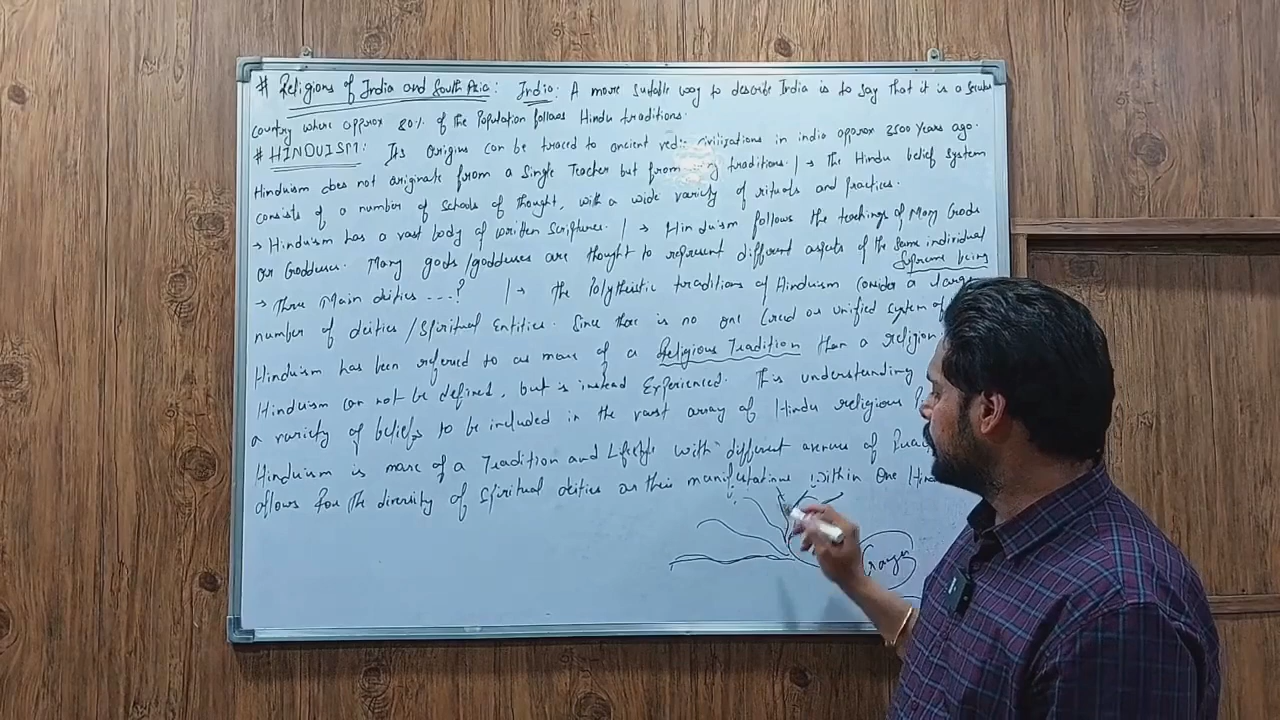 # Religions of India and South Asia: India: A more suitable way to describe India is to say that it is a secular
Country where approx 80% of the Population follows Hindu traditions.
# HINDUISM: Its origins can be traced to ancient vedic civilisations in india approx 2500 Years ago.
Hinduism does not originate from a Single Teacher but from traditions. | → The Hindu belief system
consists of a number of schools of thought, with a wide variety of rituals and practices.
→ Hinduism has a vast body of written scriptures. | → Hinduism follows the teachings of Many Gods
or Goddesses. Many gods/goddesses are thought to represent different aspects of the same individual
Supreme being
→ Three Main deities ---? | → The Polytheistic traditions of Hinduism consider a large
number of deities/Spiritual Entities. Since there is no one creed or unified system of
Hinduism has been referred to as more of a Religious Tradition than a religion
Hinduism can not be defined, but is instead Experienced. This understanding
a variety of beliefs to be included in the vast array of Hindu religious
Hinduism is more of a Tradition and Lifestyle with different avenues of
allows for the diversity of Spiritual deities or their manifestations within One